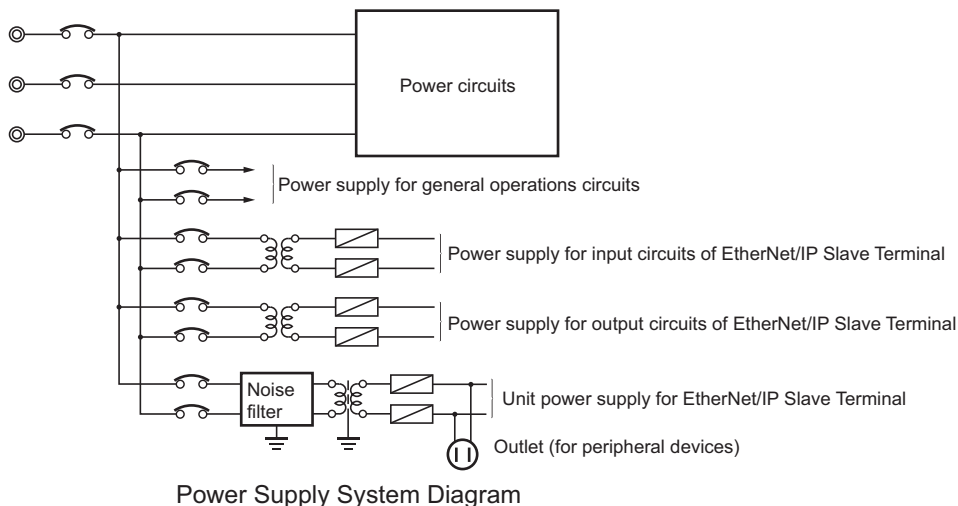 Power circuits
Power supply for general operations circuits
Power supply for input circuits of EtherNet/IP Slave Terminal
Power supply for output circuits of EtherNet/IP Slave Terminal
Noise
filter
Unit power supply for EtherNet/IP Slave Terminal
Outlet (for peripheral devices)
Power Supply System Diagram